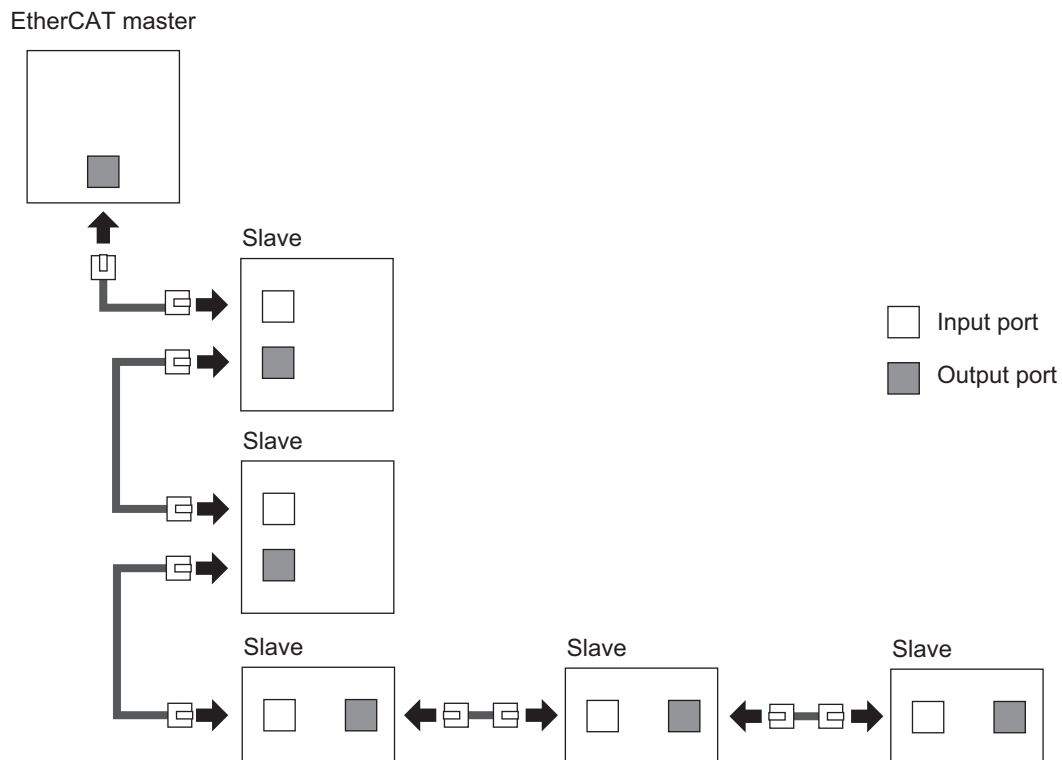 EtherCAT master
Slave
Input port
Output port
Slave
Slave
Slave
Slave